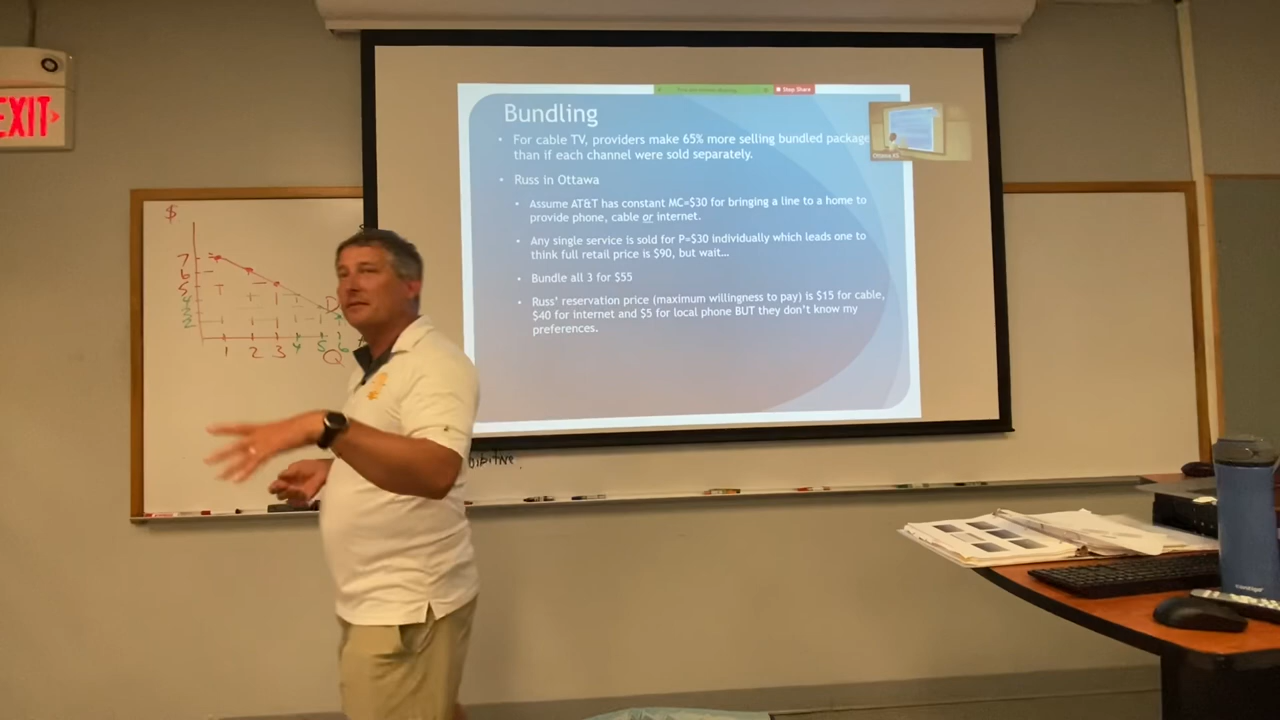 EXIT
Stop Share
Bundling
• For cable TV, providers make 65% more selling bundled package
than if each channel were sold separately.
• Russ in Ottawa
• Assume AT&T has constant MC=$30 for bringing a line to a home to
provide phone, cable or internet.
• Any single service is sold for P=$30 individually which leads one to
think full retail price is $90, but wait…
• Bundle all 3 for $55
• Russ' reservation price (maximum willingness to pay) is $15 for cable,
$40 for internet and $5 for local phone BUT they don't know my
preferences.
$
7
6
5
4
3
2
D
1 2 3 4 5 6
Q